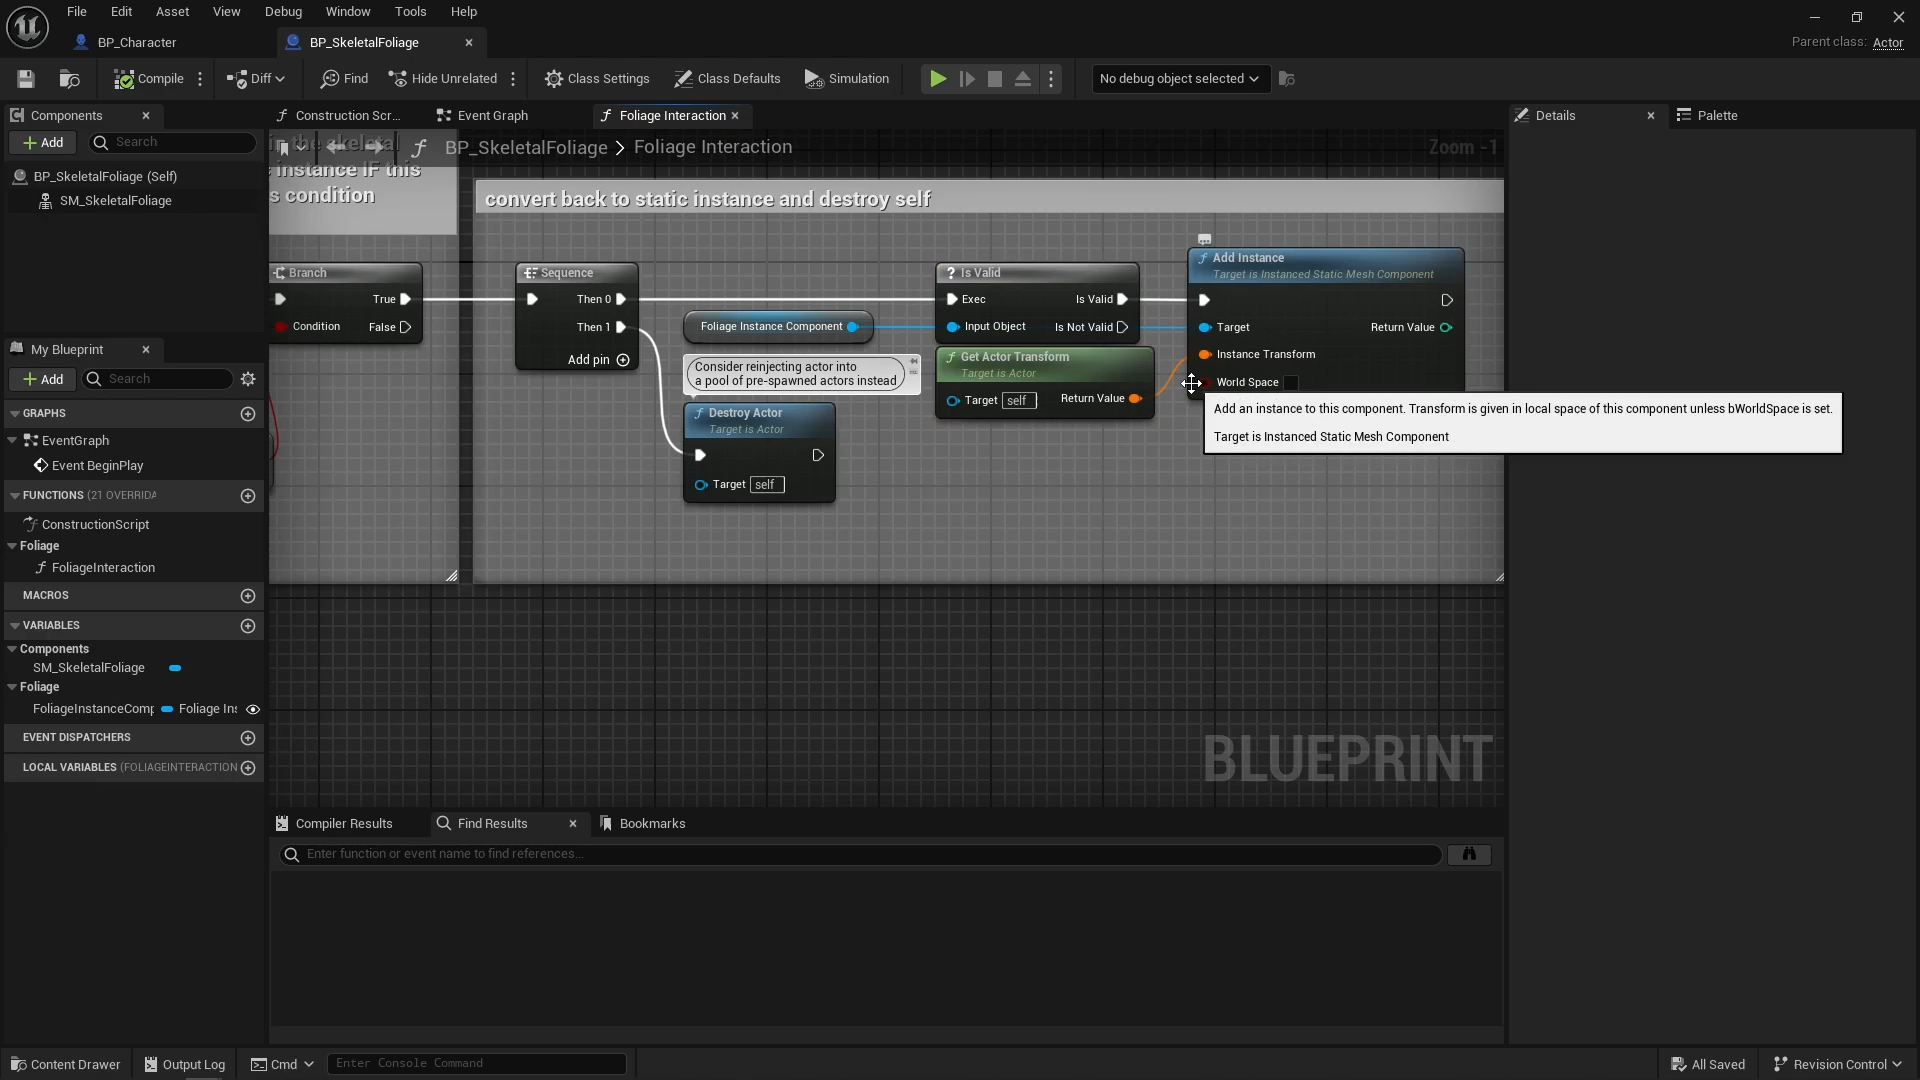 File Edit Asset View Debug Window Tools Help
BP_Character BP_SkeletalFoliage
Parent class: Actor
Compile Diff Find Hide Unrelated Class Settings Class Defaults Simulation No debug object selected
Components Construction Scr... Event Graph Foliage Interaction Details Palette
Add Search
BP_SkeletalFoliage > Foliage Interaction Zoom -1
in the skeletal
instance IF this
s condition
BP_SkeletalFoliage (Self)
SM_SkeletalFoliage
convert back to static instance and destroy self
Branch
True
Condition False
Sequence
Then 0
Then 1
Add pin
Foliage Instance Component
Is Valid
Exec Is Valid
Input Object Is Not Valid
Add Instance
Target is Instanced Static Mesh Component
Target Return Value
Instance Transform
World Space
Consider reinjecting actor into
a pool of pre-spawned actors instead
Get Actor Transform
Target is Actor
Target self Return Value
Destroy Actor
Target is Actor
Target self
Add an instance to this component. Transform is given in local space of this component unless bWorldSpace is set.
Target is Instanced Static Mesh Component
My Blueprint
Add Search
GRAPHS
EventGraph
Event BeginPlay
FUNCTIONS (21 OVERRIDA
ConstructionScript
Foliage
FoliageInteraction
MACROS
VARIABLES
Components
SM_SkeletalFoliage
Foliage
FoliageInstanceComp Foliage Ins
EVENT DISPATCHERS
LOCAL VARIABLES (FOLIAGEINTERACTION
BLUEPRINT
Compiler Results Find Results Bookmarks
Enter function or event name to find references...
Content Drawer Output Log Cmd Enter Console Command All Saved Revision Control